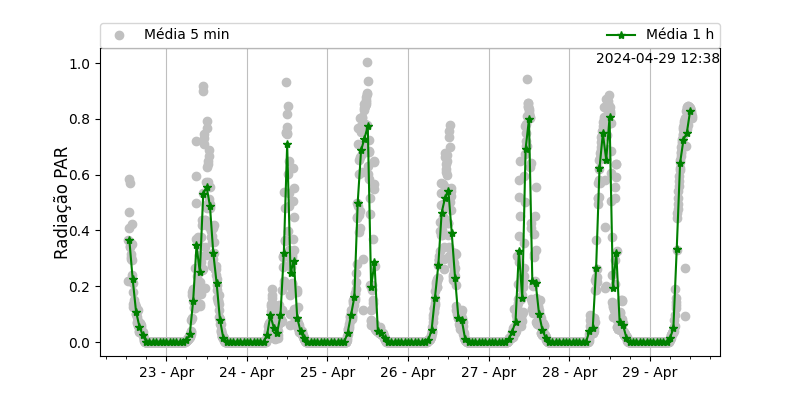 Média 5 min
Média 1 h
2024-04-29 12:38
Radiação PAR
1.0
0.8
0.6
0.4
0.2
0.0
23 - Apr
24 - Apr
25 - Apr
26 - Apr
27 - Apr
28 - Apr
29 - Apr